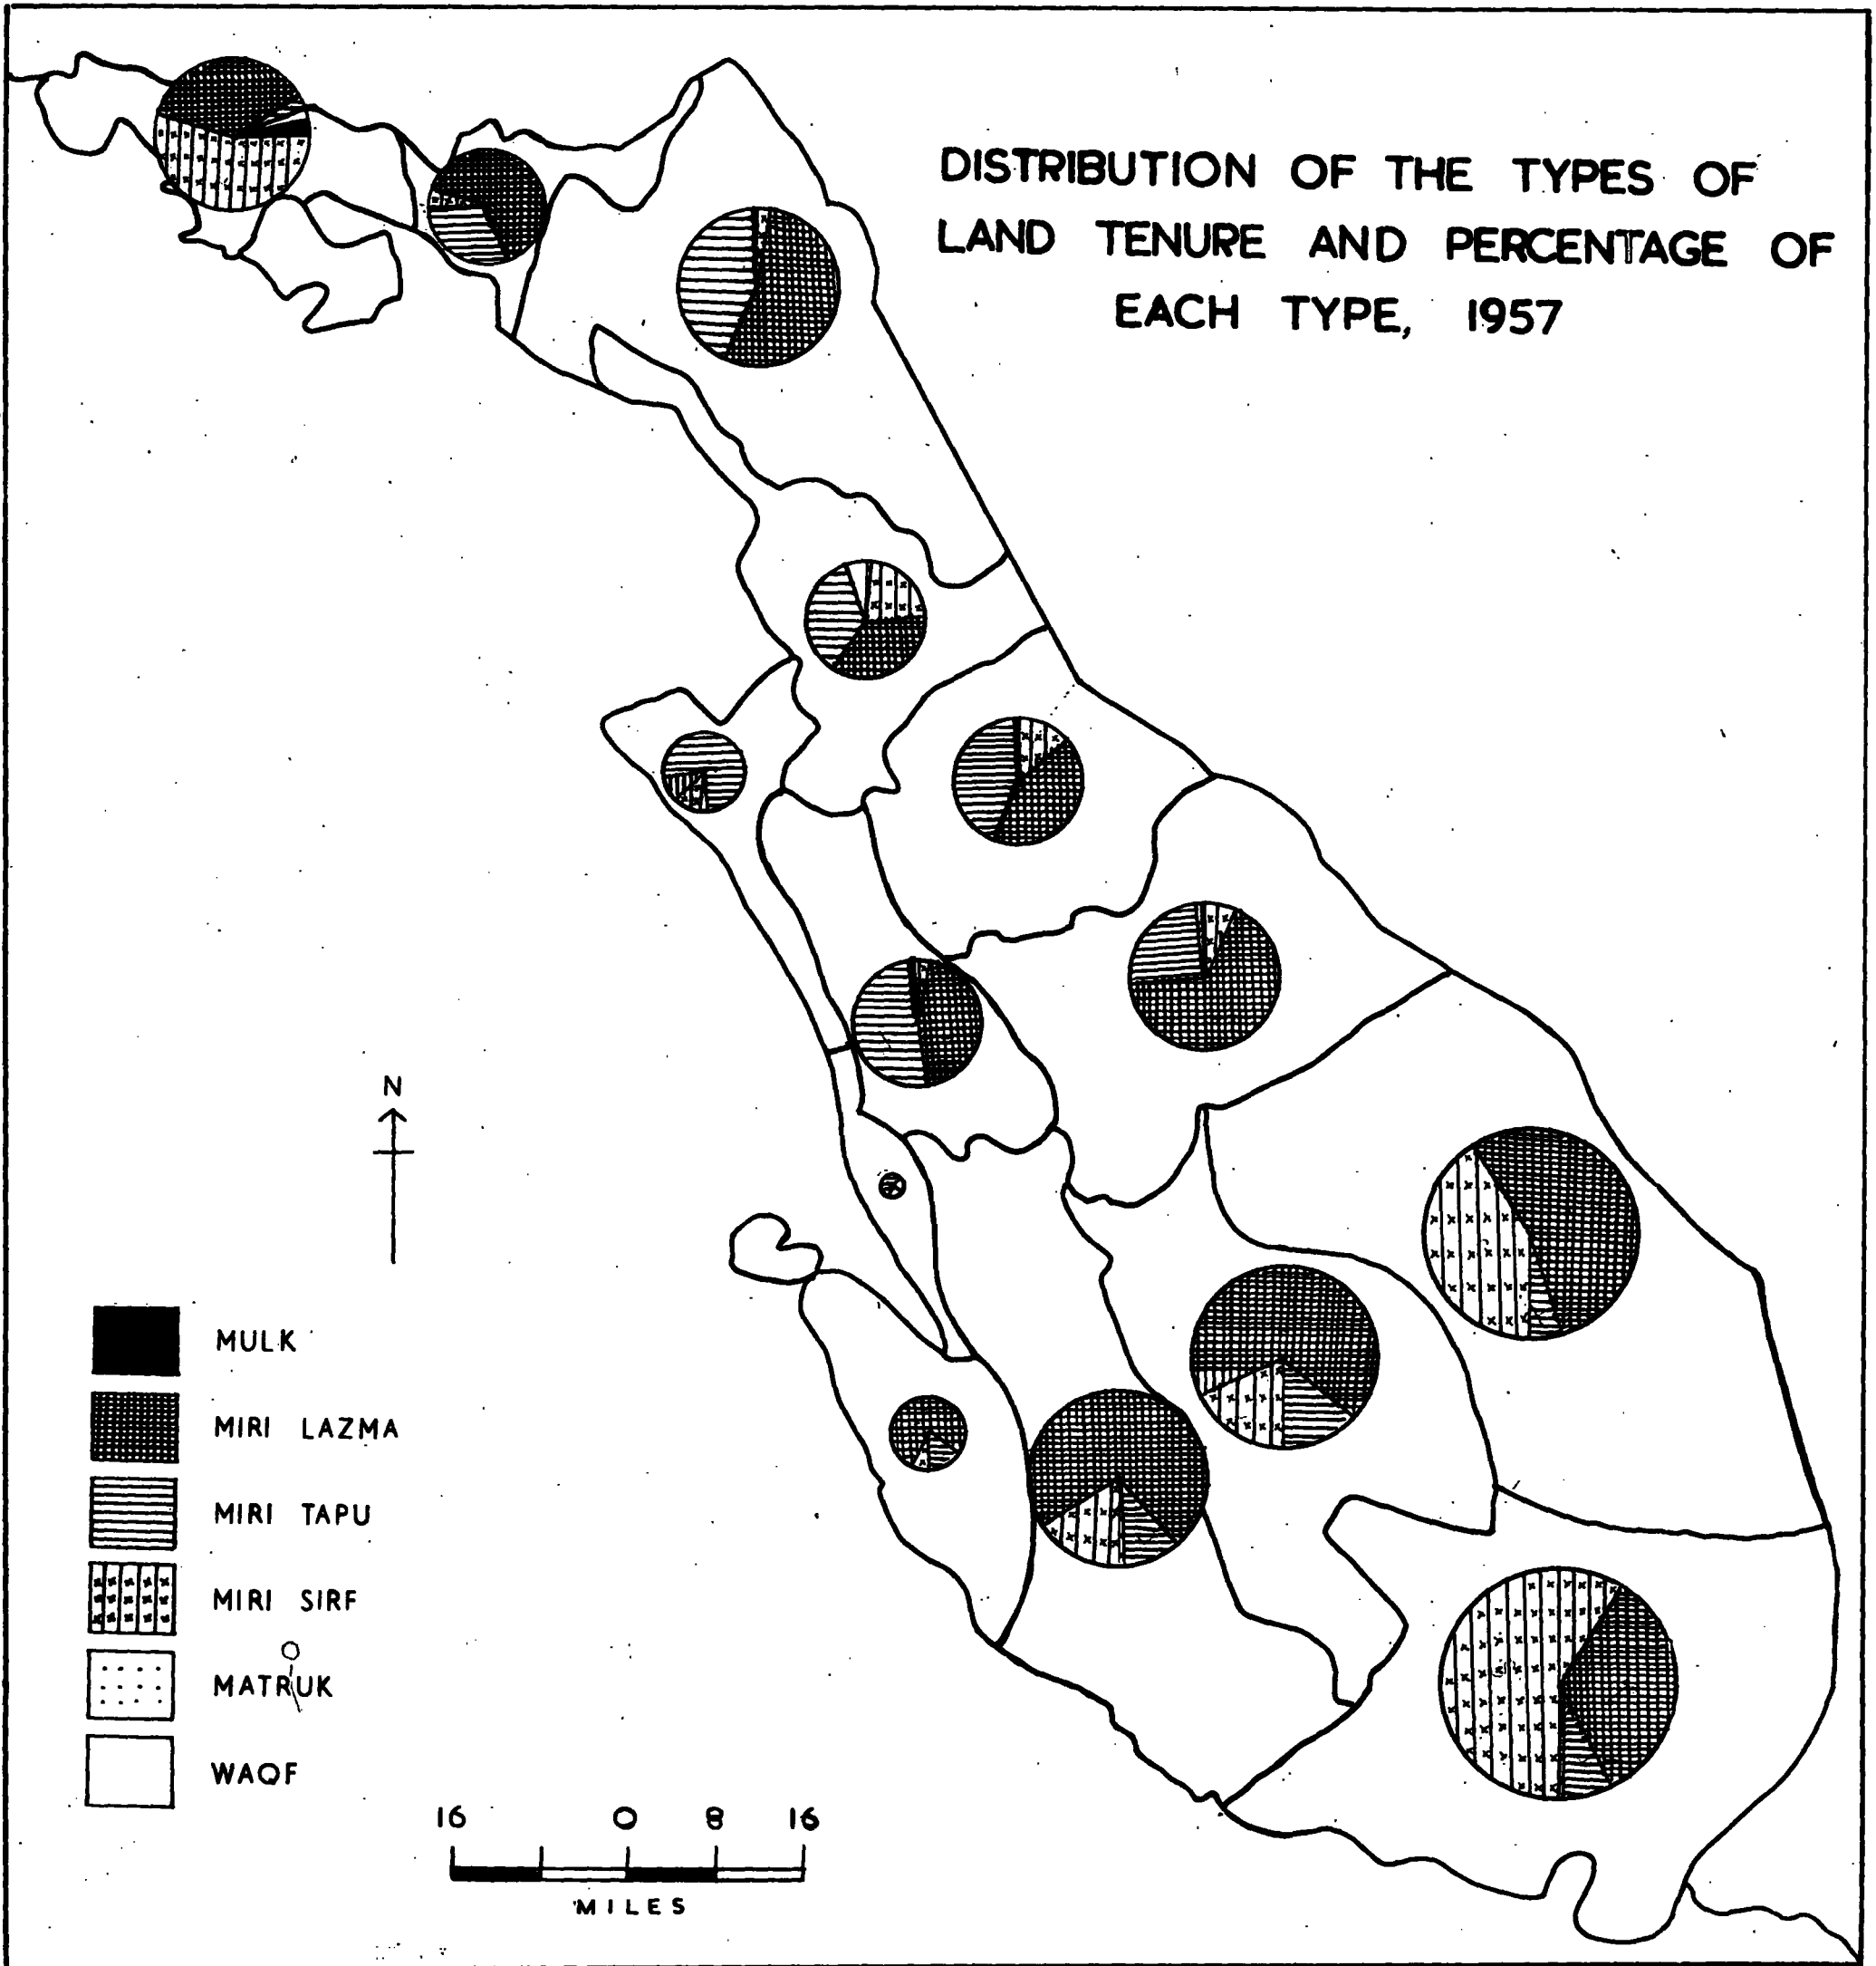 DISTRIBUTION OF THE TYPES OF
LAND TENURE AND PERCENTAGE OF
EACH TYPE, 1957
N
MULK
MIRI LAZMA
MIRI TAPU
MIRI SIRF
MATRUK
WAQF
16 0 8 16
MILES